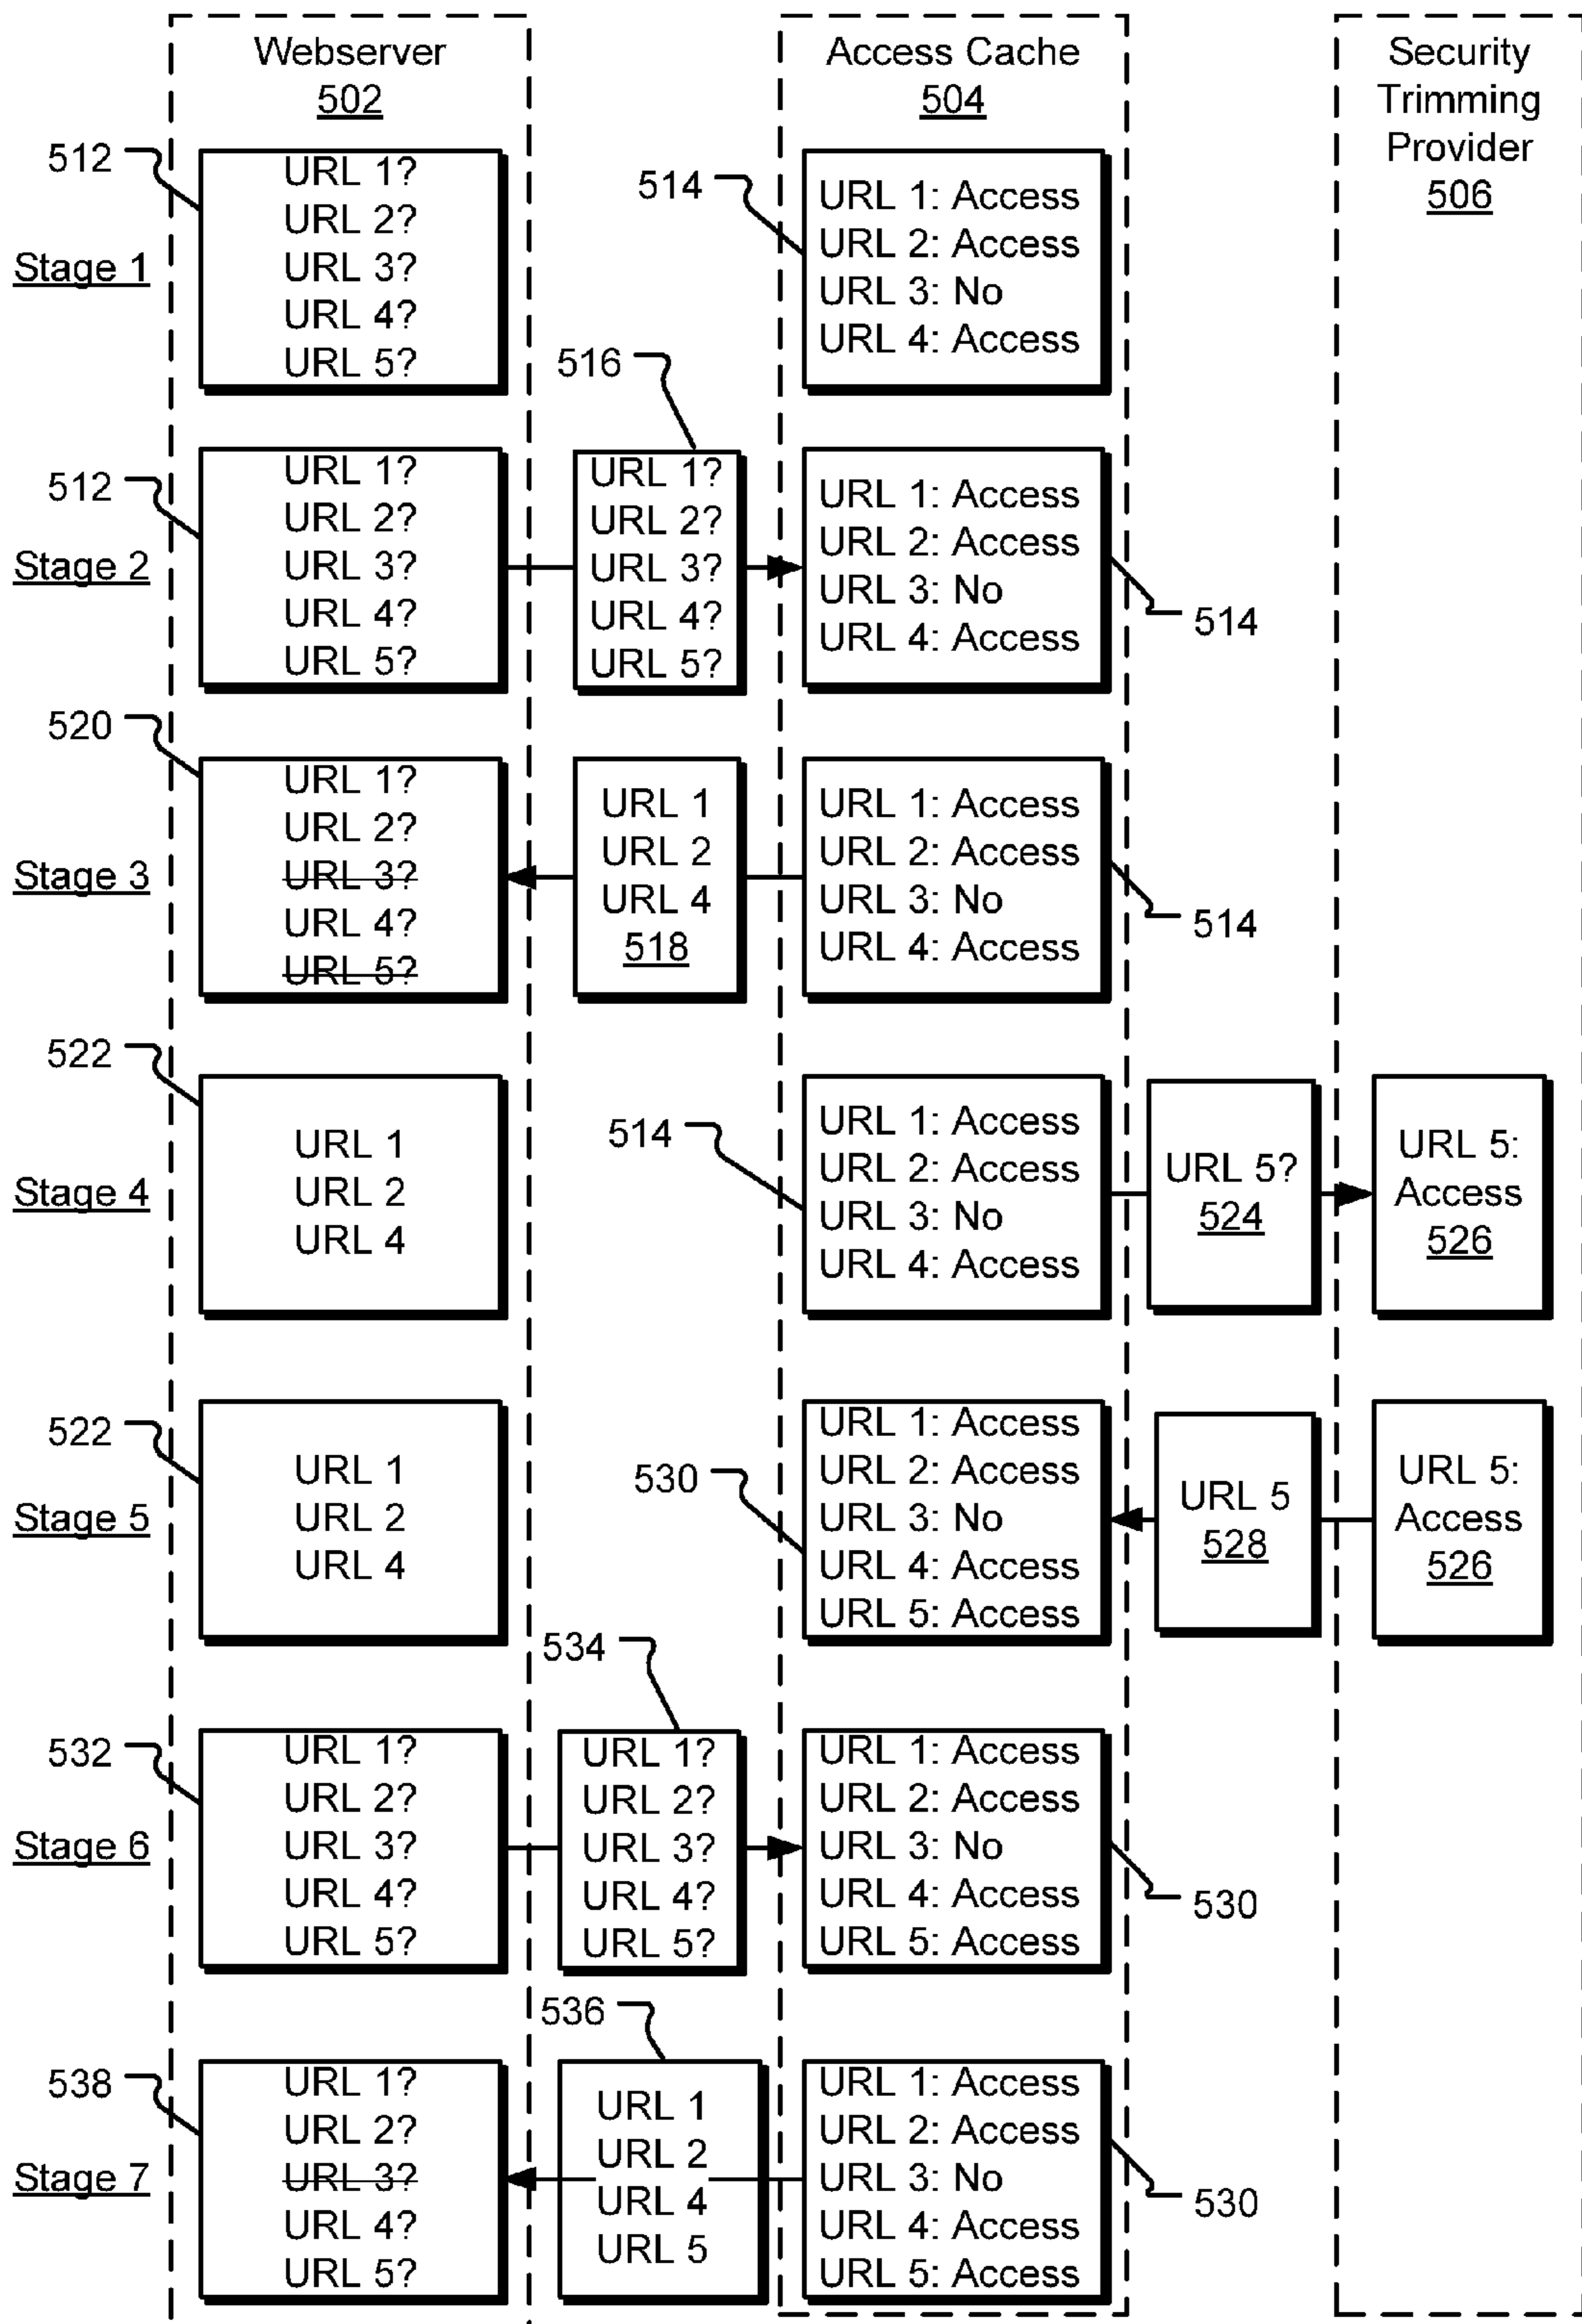 Webserver
502
Access Cache
504
Security
Trimming
Provider
506
Stage 1
512
URL 1?
URL 2?
URL 3?
URL 4?
URL 5?
514
URL 1: Access
URL 2: Access
URL 3: No
URL 4: Access
Stage 2
512
URL 1?
URL 2?
URL 3?
URL 4?
URL 5?
516
URL 1?
URL 2?
URL 3?
URL 4?
URL 5?
URL 1: Access
URL 2: Access
URL 3: No
URL 4: Access
514
Stage 3
520
URL 1?
URL 2?
URL 3?
URL 4?
URL 5?
URL 1
URL 2
URL 4
518
URL 1: Access
URL 2: Access
URL 3: No
URL 4: Access
514
Stage 4
522
URL 1
URL 2
URL 4
514
URL 1: Access
URL 2: Access
URL 3: No
URL 4: Access
URL 5?
524
URL 5:
Access
526
Stage 5
522
URL 1
URL 2
URL 4
530
URL 1: Access
URL 2: Access
URL 3: No
URL 4: Access
URL 5: Access
URL 5
528
URL 5:
Access
526
Stage 6
532
URL 1?
URL 2?
URL 3?
URL 4?
URL 5?
534
URL 1?
URL 2?
URL 3?
URL 4?
URL 5?
URL 1: Access
URL 2: Access
URL 3: No
URL 4: Access
URL 5: Access
530
Stage 7
538
URL 1?
URL 2?
URL 3?
URL 4?
URL 5?
536
URL 1
URL 2
URL 4
URL 5
URL 1: Access
URL 2: Access
URL 3: No
URL 4: Access
URL 5: Access
530